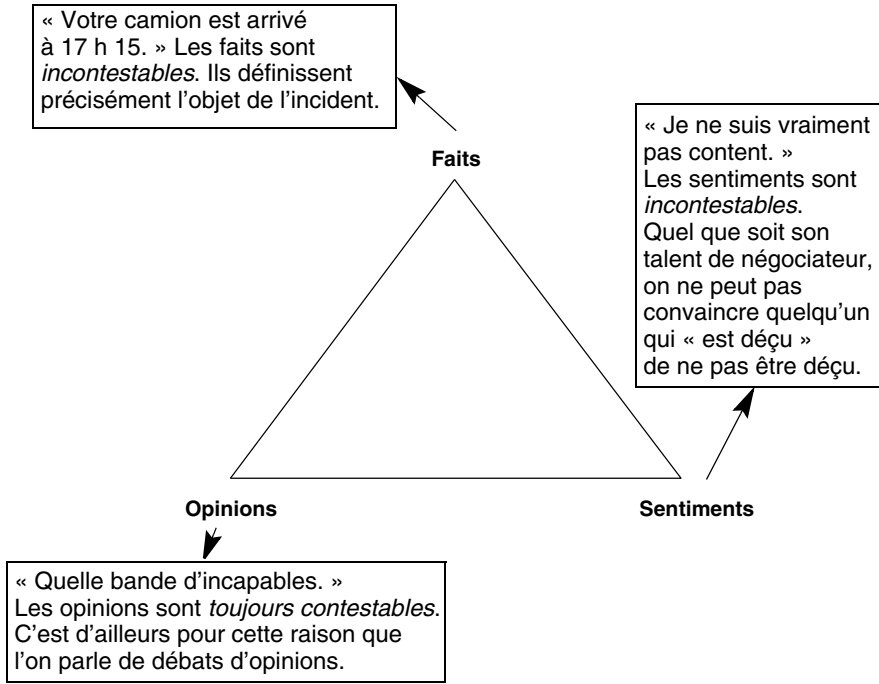 « Votre camion est arrivé
à 17 h 15. » Les faits sont
incontestables. Ils définissent
précisément l’objet de l’incident.
Faits
« Je ne suis vraiment
pas content. »
Les sentiments sont
incontestables.
Quel que soit son
talent de négociateur,
on ne peut pas
convaincre quelqu’un
qui « est déçu »
de ne pas être déçu.
Opinions
Sentiments
« Quelle bande d’incapables. »
Les opinions sont toujours contestables.
C’est d’ailleurs pour cette raison que
l’on parle de débats d’opinions.